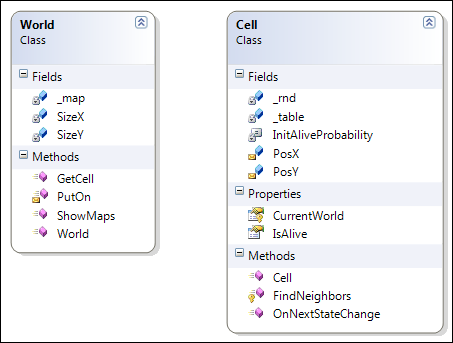 World
Class
Fields
_map
SizeX
SizeY
Methods
GetCell
PutOn
ShowMaps
World
Cell
Class
Fields
_rnd
_table
InitAliveProbability
PosX
PosY
Properties
CurrentWorld
IsAlive
Methods
Cell
FindNeighbors
OnNextStateChange